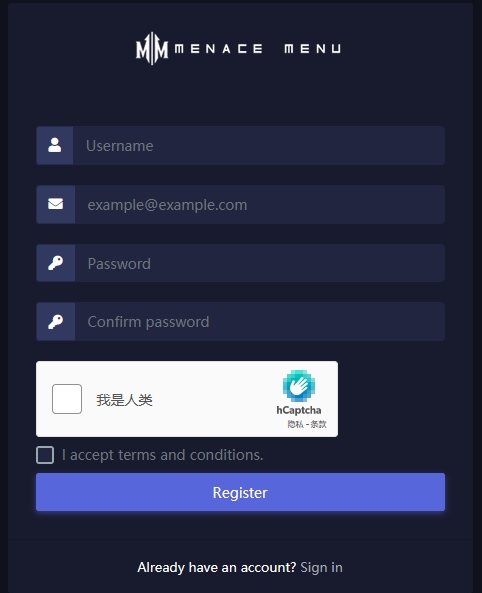 MM MENACE MENU
Username
example@example.com
Password
Confirm password
我是人类
hCaptcha
隐私 - 条款
I accept terms and conditions.
Register
Already have an account? Sign in